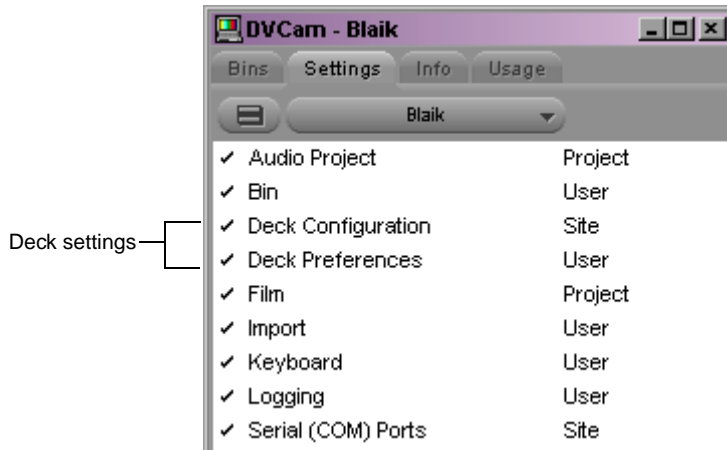 DVCam - Blaik
Bins Settings Info Usage
Blaik
✓ Audio Project Project
✓ Bin User
Deck settings
✓ Deck Configuration Site
✓ Deck Preferences User
✓ Film Project
✓ Import User
✓ Keyboard User
✓ Logging User
✓ Serial (COM) Ports Site